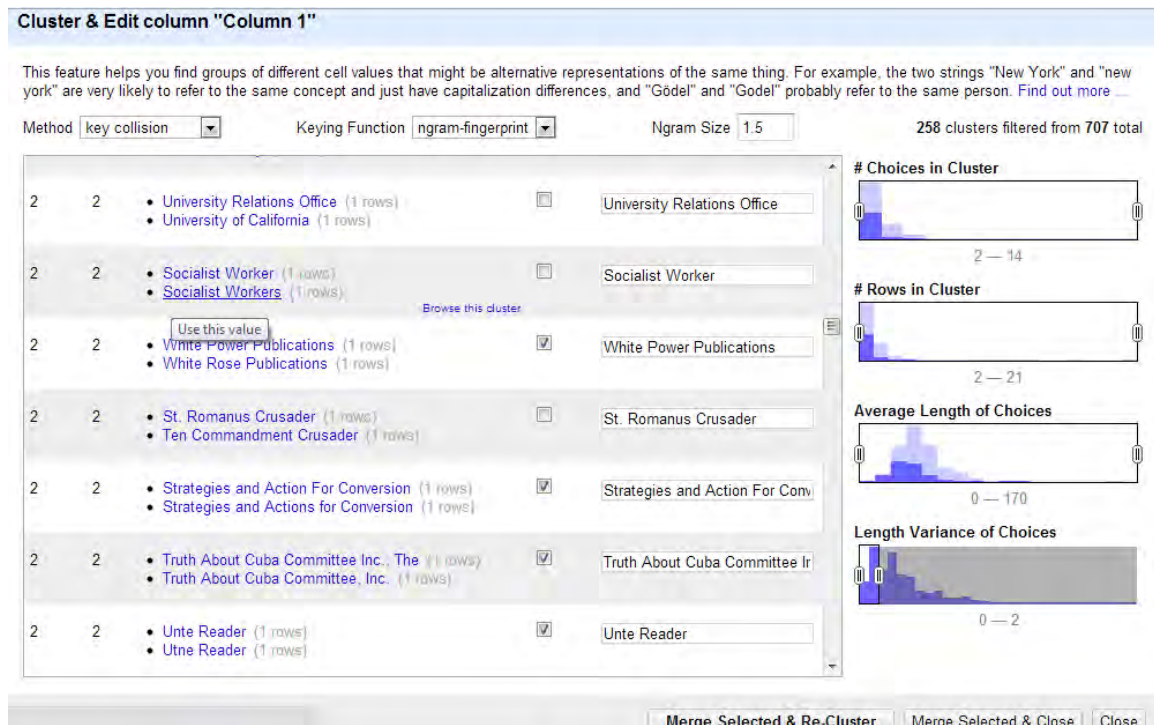 Cluster & Edit column "Column 1"
This feature helps you find groups of different cell values that might be alternative representations of the same thing. For example, the two strings "New York" and "new
york" are very likely to refer to the same concept and just have capitalization differences, and "Gödel" and "Godel" probably refer to the same person. Find out more ...
Method key collision Keying Function ngram-fingerprint Ngram Size 1.5 258 clusters filtered from 707 total
2 2 • University Relations Office (1 rows) University Relations Office
• University of California (1 rows)
2 2 • Socialist Worker (1 rows) Socialist Worker
• Socialist Workers (1 rows)
Browse this cluster
Use this value
2 2 • White Power Publications (1 rows) White Power Publications
• White Rose Publications (1 rows)
2 2 • St. Romanus Crusader (1 rows) St. Romanus Crusader
• Ten Commandment Crusader (1 rows)
2 2 • Strategies and Action For Conversion (1 rows) Strategies and Action For Conv
• Strategies and Actions for Conversion (1 rows)
2 2 • Truth About Cuba Committee Inc., The (1 rows) Truth About Cuba Committee Ir
• Truth About Cuba Committee, Inc. (1 rows)
2 2 • Unte Reader (1 rows) Unte Reader
• Utne Reader (1 rows)
# Choices in Cluster
2 — 14
# Rows in Cluster
2 — 21
Average Length of Choices
0 — 170
Length Variance of Choices
0 — 2
Merge Selected & Re-Cluster Merge Selected & Close Close